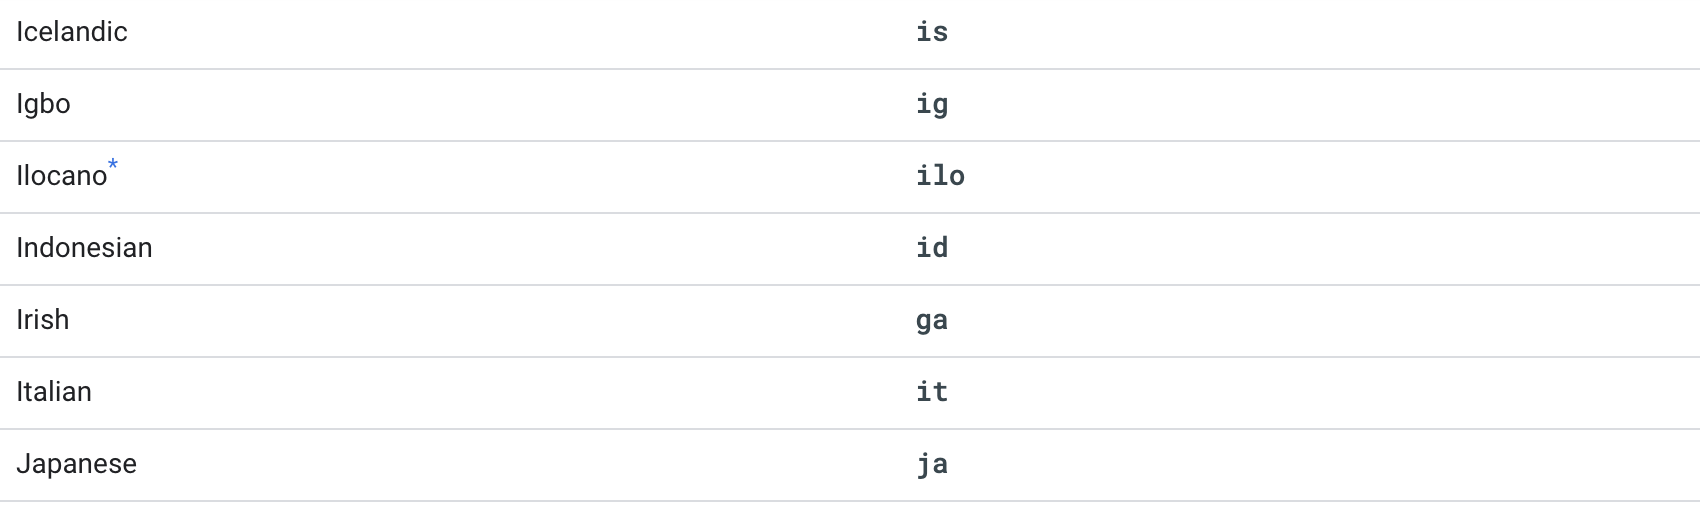 Icelandic is
Igbo ig
Ilocano* ilo
Indonesian id
Irish ga
Italian it
Japanese ja